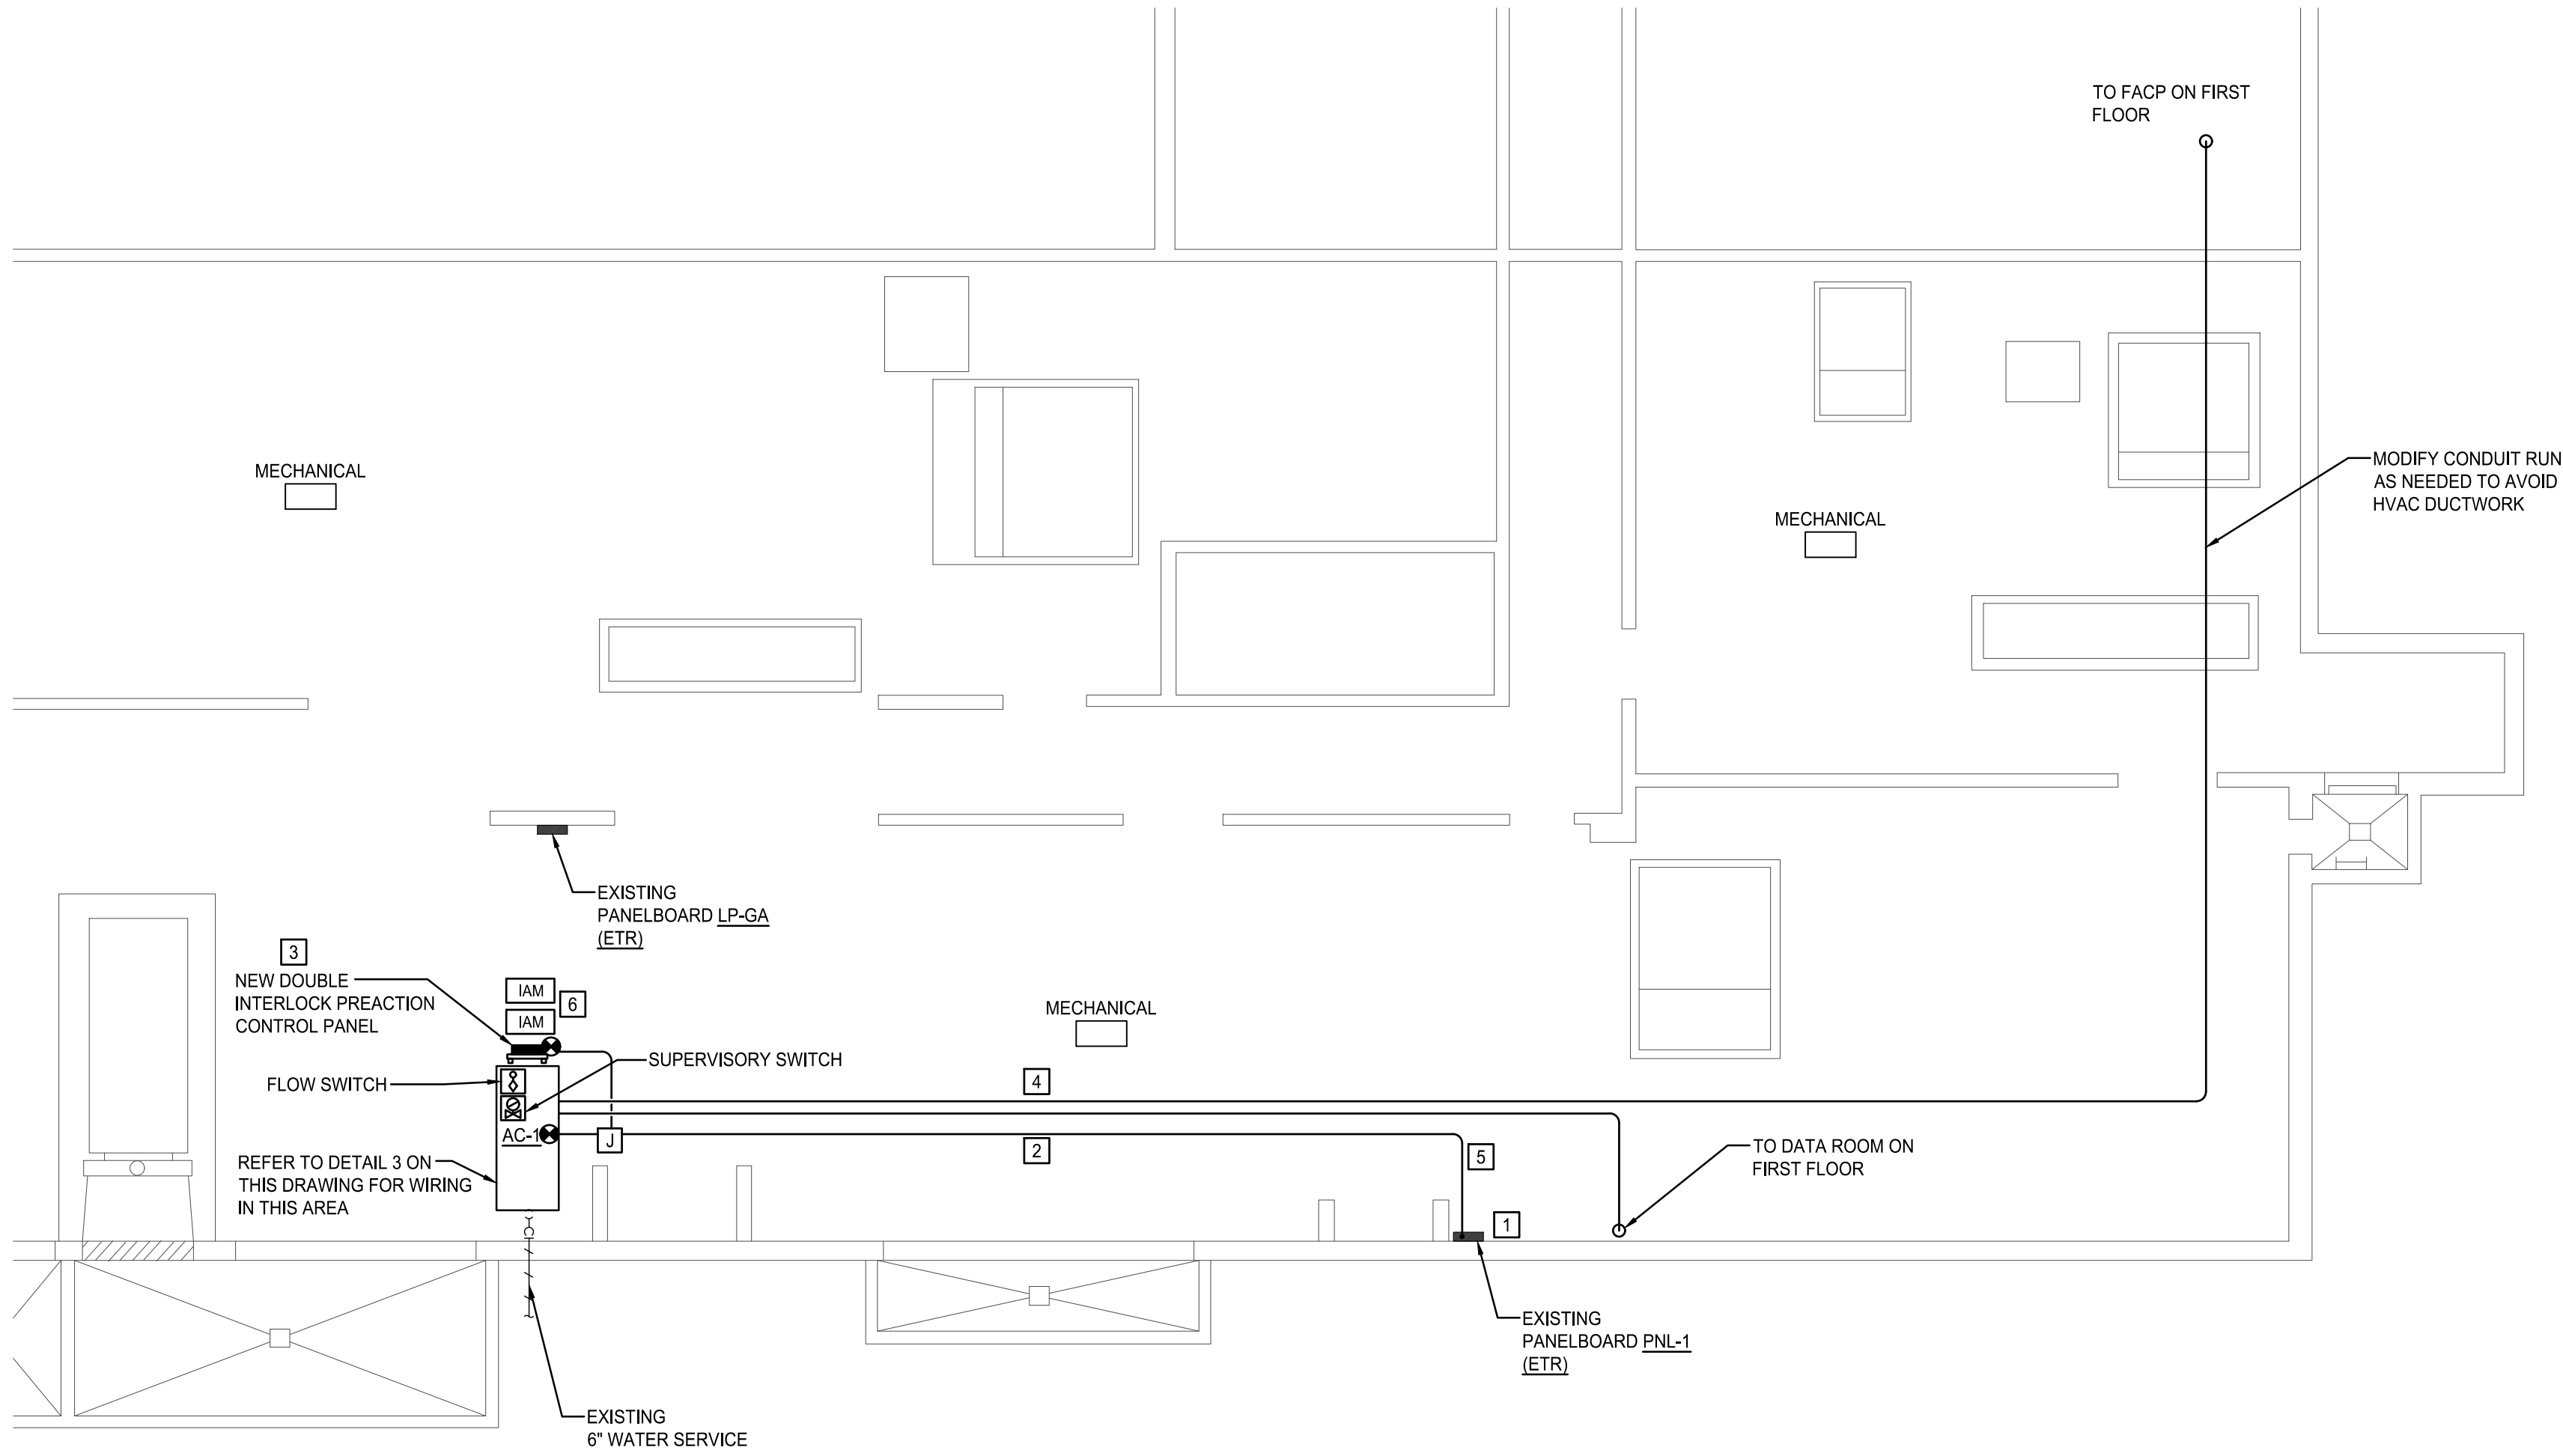 TO FACP ON FIRST
FLOOR
MODIFY CONDUIT RUN
AS NEEDED TO AVOID
HVAC DUCTWORK
MECHANICAL
MECHANICAL
EXISTING
PANELBOARD LP-GA
(ETR)
3
NEW DOUBLE
INTERLOCK PREACTION
CONTROL PANEL
IAM
6
IAM
MECHANICAL
SUPERVISORY SWITCH
FLOW SWITCH
4
AC-1
J
2
5
TO DATA ROOM ON
FIRST FLOOR
REFER TO DETAIL 3 ON
THIS DRAWING FOR WIRING
IN THIS AREA
1
EXISTING
PANELBOARD PNL-1
(ETR)
EXISTING
6" WATER SERVICE